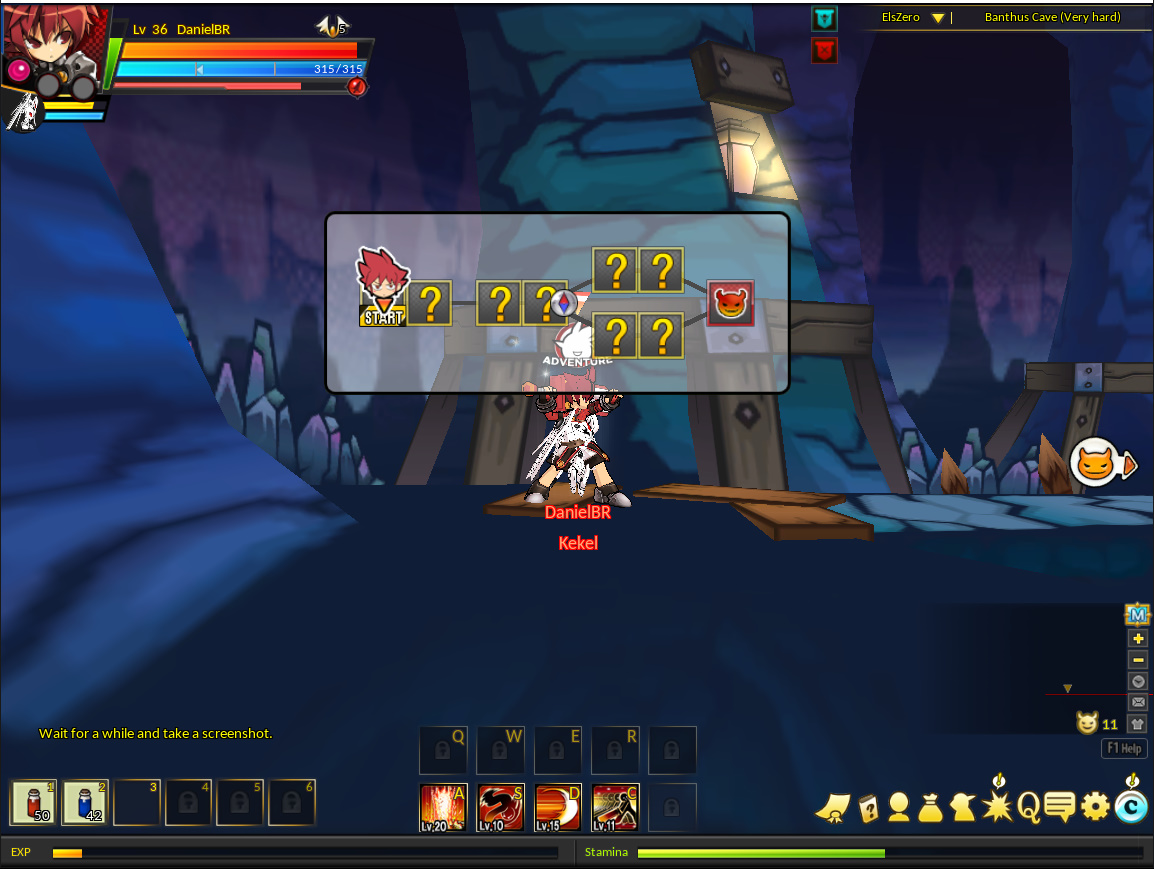 Lv 36 DanielBR
5
315/315
ElsZero
Banthus Cave (Very hard)
? ? ? ? ?
START
? ?
ADVENTURE
DanielBR
Kekel
M
11
F1 Help
Wait for a while and take a screenshot.
Q W E R
1 2 3 4 5 6
50 42
A S D C
Lv.20 Lv.10 Lv.15 Lv.11
?
Q
C
EXP
Stamina